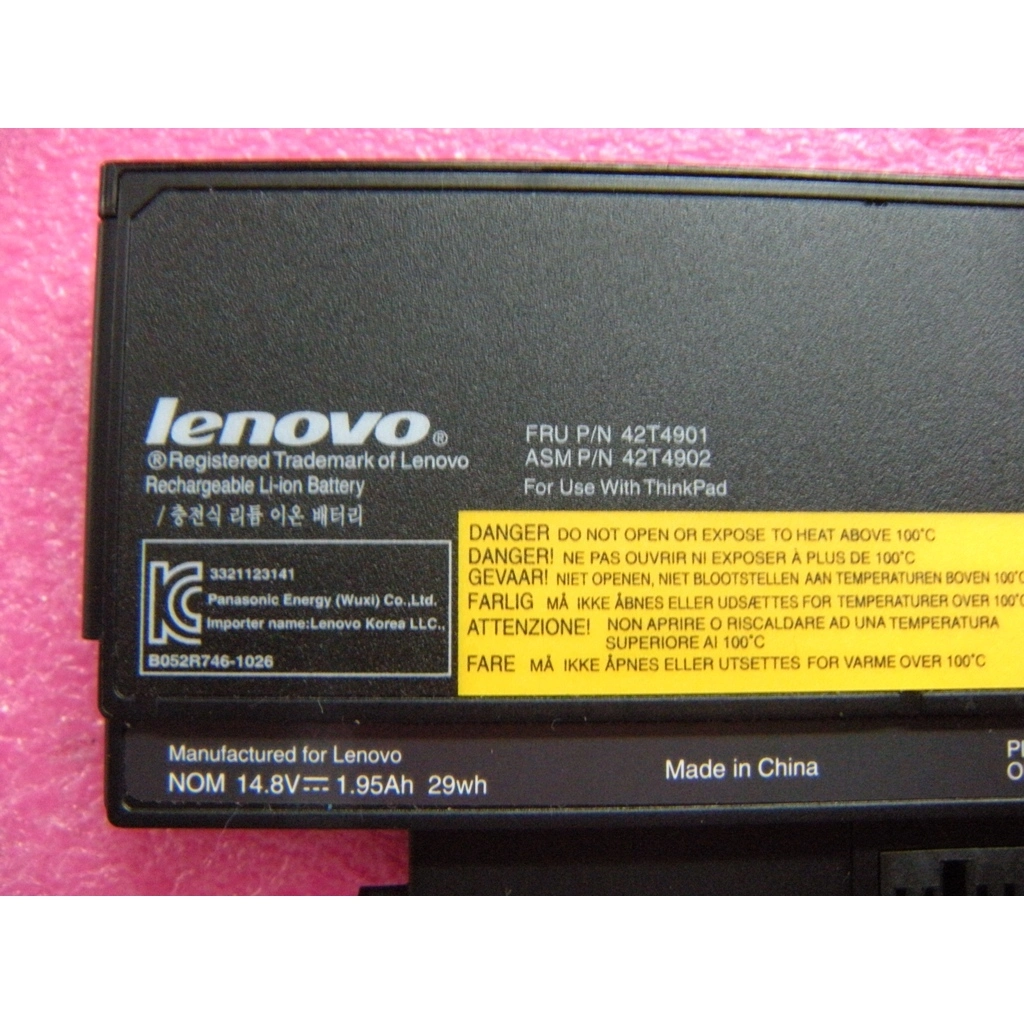 lenovo®
®Registered Trademark of Lenovo
Rechargeable Li-ion Battery
/ 충전식 리튬 이온 배터리
FRU P/N 42T4901
ASM P/N 42T4902
For Use With ThinkPad
3321123141
Panasonic Energy (Wuxi) Co.,Ltd.
Importer name:Lenovo Korea LLC.,
B052R746-1026
DANGER DO NOT OPEN OR EXPOSE TO HEAT ABOVE 100°C
DANGER! NE PAS OUVRIR NI EXPOSER À PLUS DE 100°C
GEVAAR! NIET OPENEN, NIET BLOOTSTELLEN AAN TEMPERATUREN BOVEN 100°C
FARLIG MÅ IKKE ÅBNES ELLER UDSÆTTES FOR TEMPERATURER OVER 100°C
ATTENZIONE! NON APRIRE O RISCALDARE AD UNA TEMPERATURA
SUPERIORE AI 100°C
FARE MÅ IKKE ÅPNES ELLER UTSETTES FOR VARME OVER 100°C
Manufactured for Lenovo
NOM 14.8V⎓ 1.95Ah 29wh
Made in China